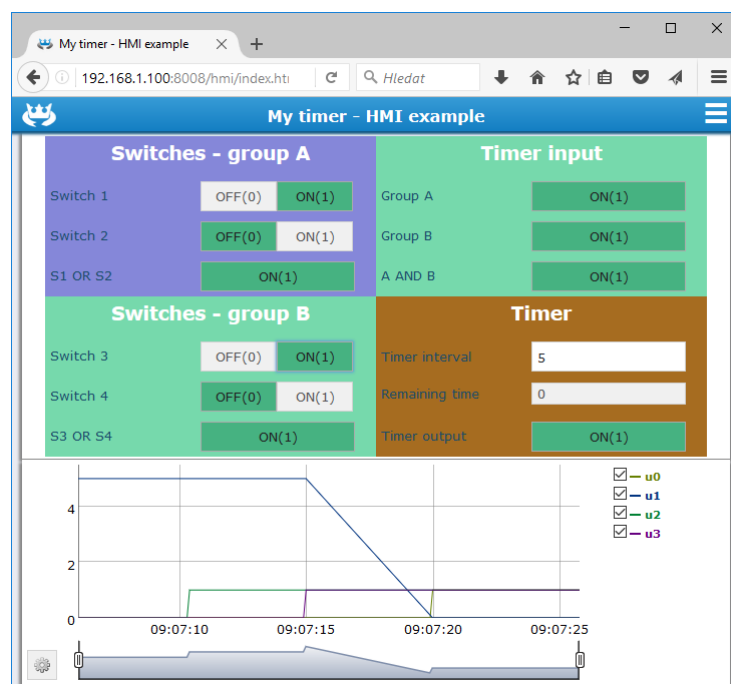 My timer - HMI example
192.168.1.100:8008/hmi/index.ht
Hledat
My timer - HMI example
Switches - group A
Switch 1 OFF(0) ON(1)
Switch 2 OFF(0) ON(1)
S1 OR S2 ON(1)
Timer input
Group A ON(1)
Group B ON(1)
A AND B ON(1)
Switches - group B
Switch 3 OFF(0) ON(1)
Switch 4 OFF(0) ON(1)
S3 OR S4 ON(1)
Timer
Timer interval 5
Remaining time 0
Timer output ON(1)
4
2
0
09:07:10 09:07:15 09:07:20 09:07:25
u0
u1
u2
u3